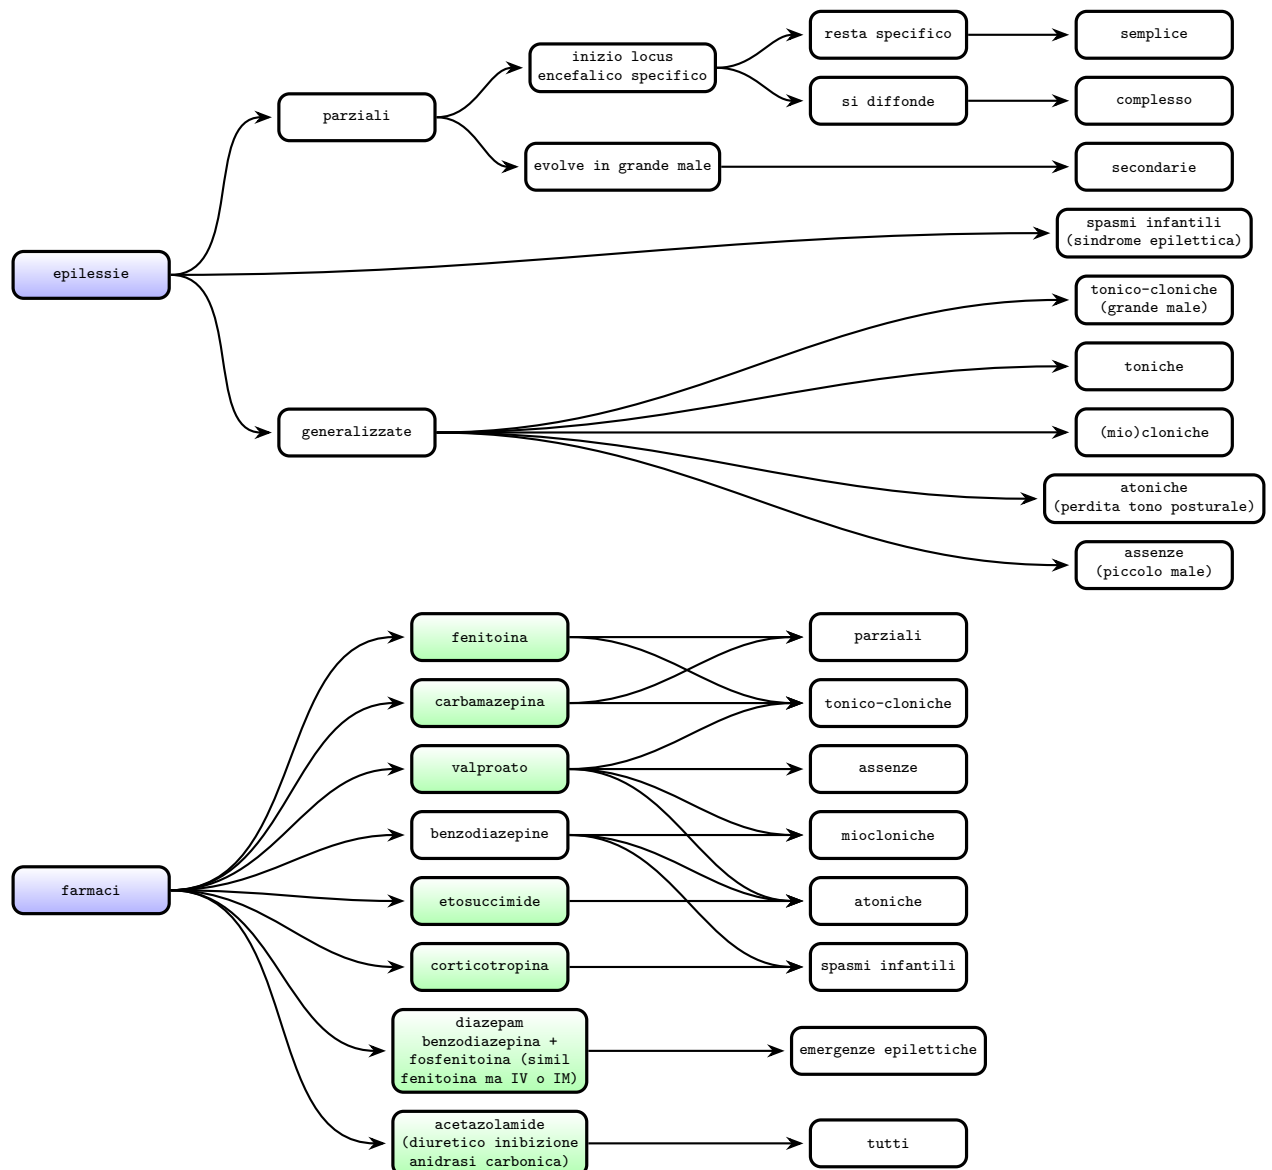 resta specifico
semplice
inizio locus
encefalico specifico
si diffonde
complesso
parziali
evolve in grande male
secondarie
spasmi infantili
(sindrome epilettica)
epilessie
tonico-cloniche
(grande male)
toniche
generalizzate
(mio)cloniche
atoniche
(perdita tono posturale)
assenze
(piccolo male)
fenitoina
parziali
carbamazepina
tonico-cloniche
valproato
assenze
benzodiazepine
miocloniche
farmaci
etosuccimide
atoniche
corticotropina
spasmi infantili
diazepam
benzodiazepina +
fosfenitoina (simil
fenitoina ma IV o IM)
emergenze epilettiche
acetazolamide
(diuretico inibizione
anidrasi carbonica)
tutti